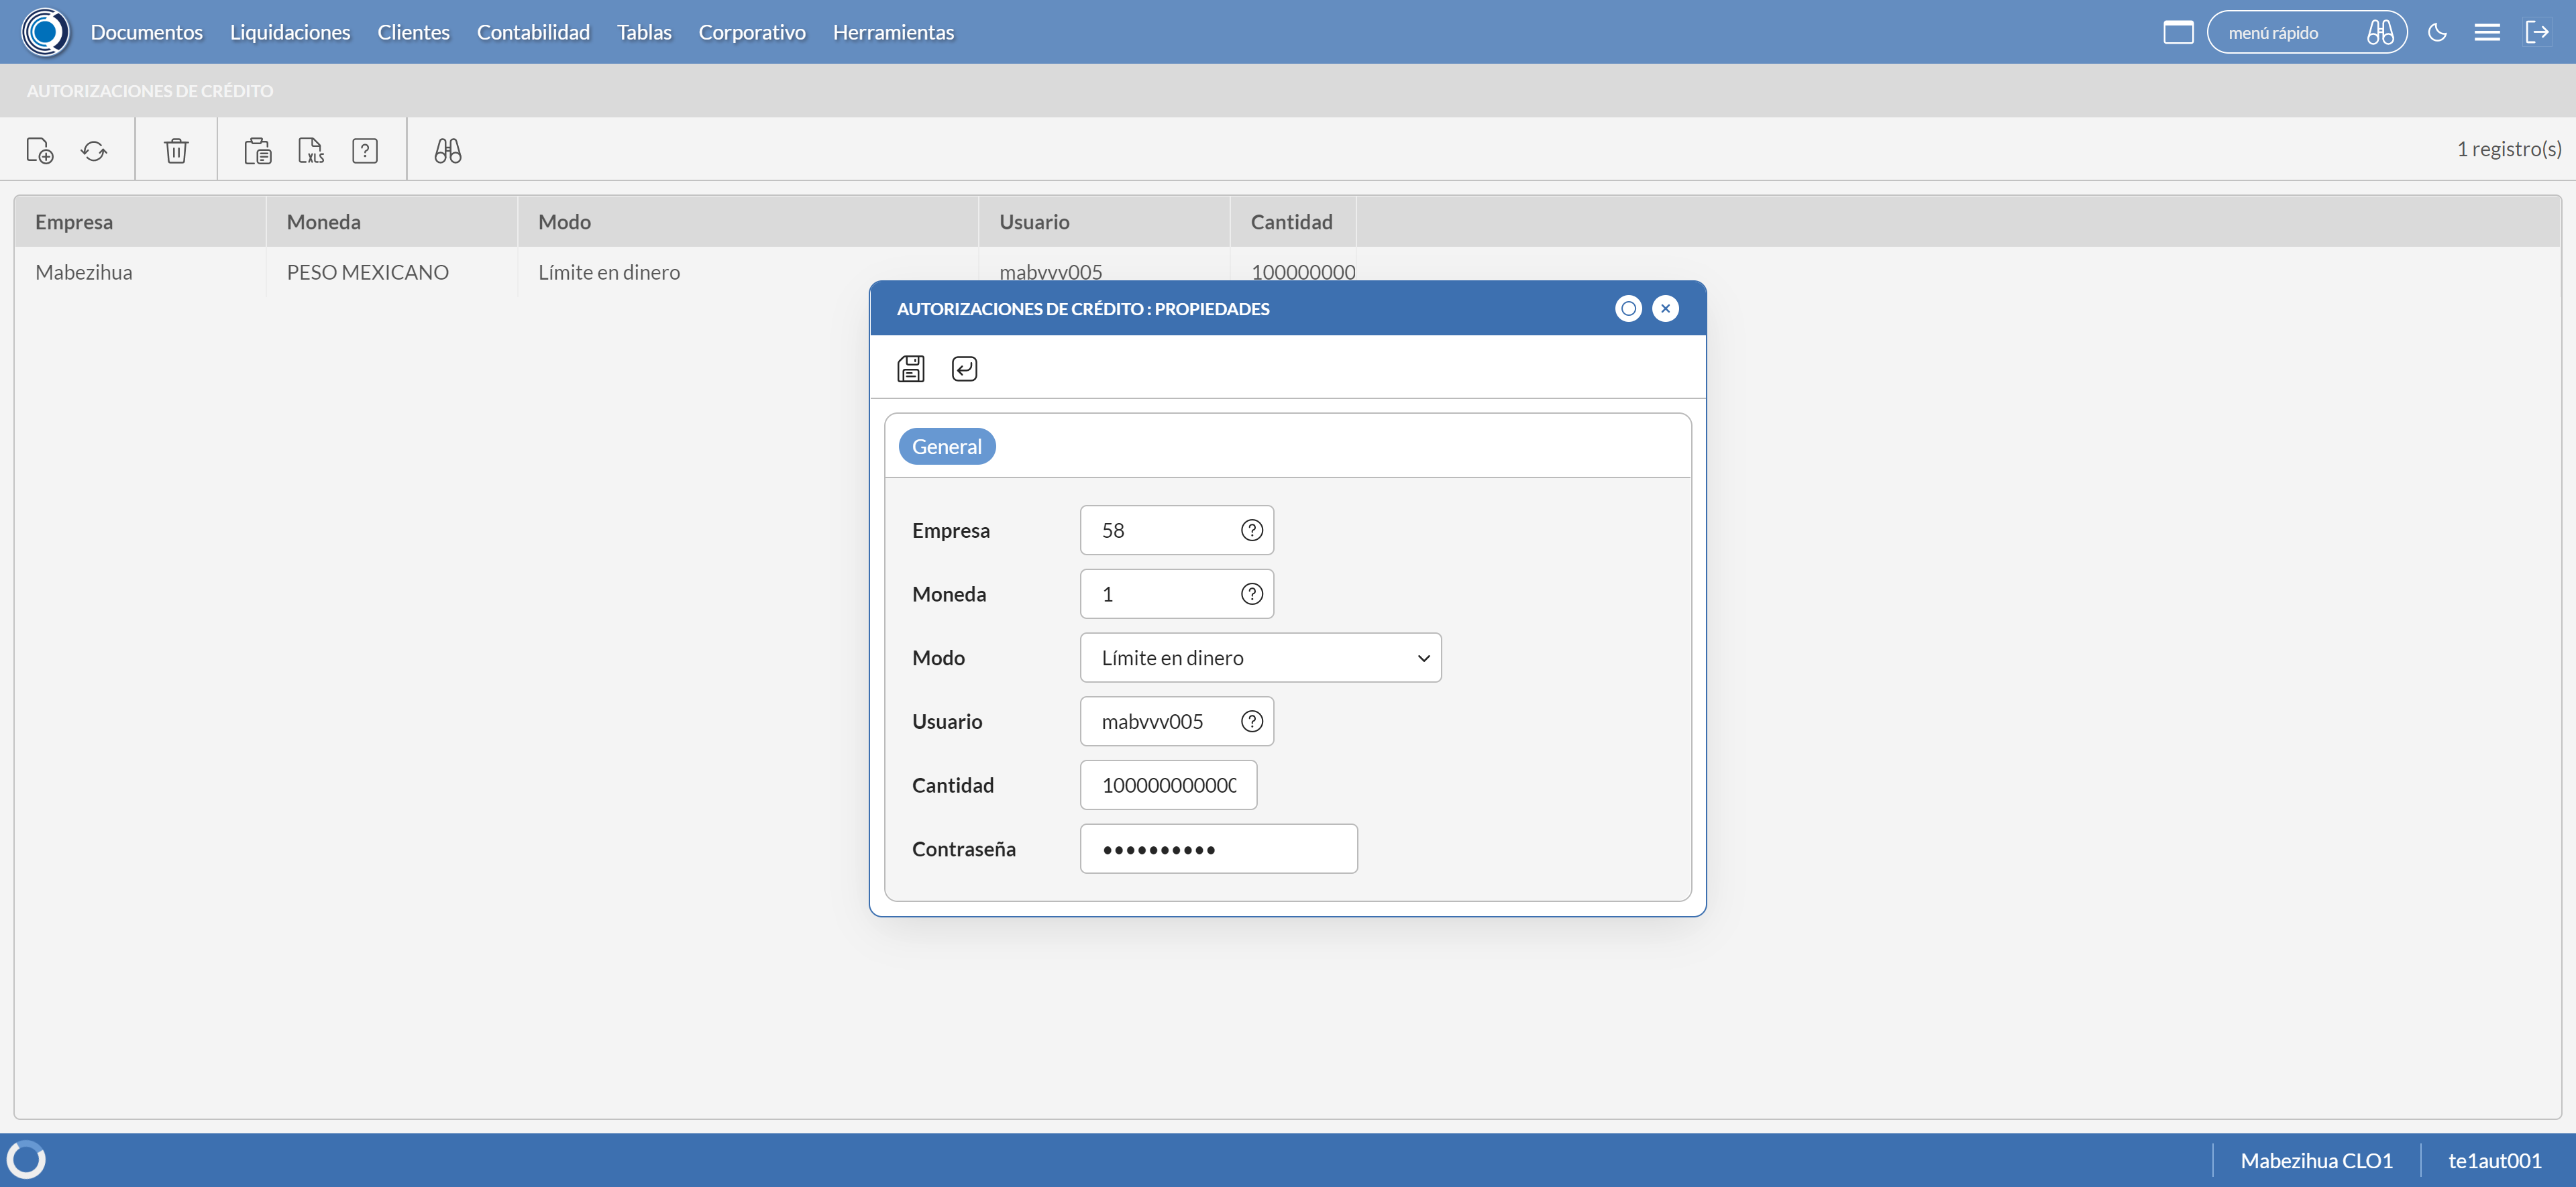 Documentos Liquidaciones Clientes Contabilidad Tablas Corporativo Herramientas menú rápido
AUTORIZACIONES DE CRÉDITO
XLS ? 1 registro(s)
Empresa Moneda Modo Usuario Cantidad
Mabezihua PESO MEXICANO Límite en dinero mabvvv005 100000000
AUTORIZACIONES DE CRÉDITO : PROPIEDADES
General
Empresa 58 ?
Moneda 1 ?
Modo Límite en dinero
Usuario mabvvv005 ?
Cantidad 100000000000
Contraseña ••••••••••
Mabezihua CLO1 te1aut001